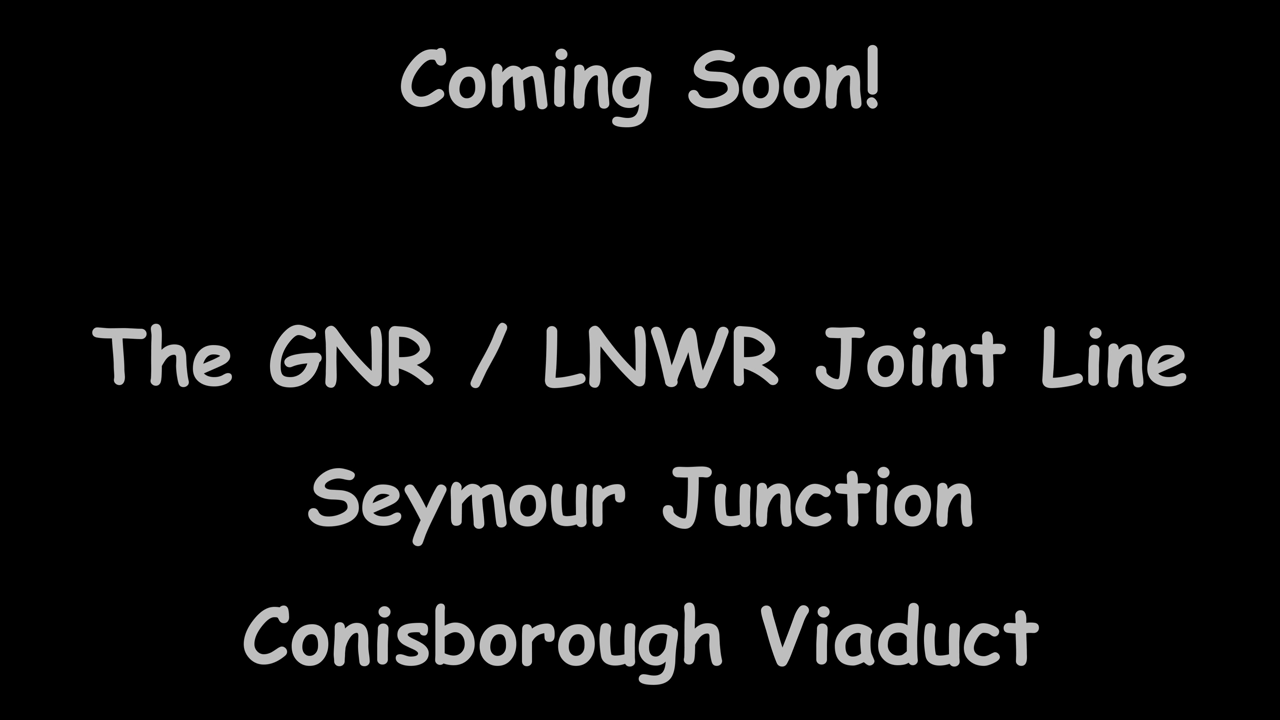 Coming Soon!
The GNR / LNWR Joint Line
Seymour Junction
Conisborough Viaduct